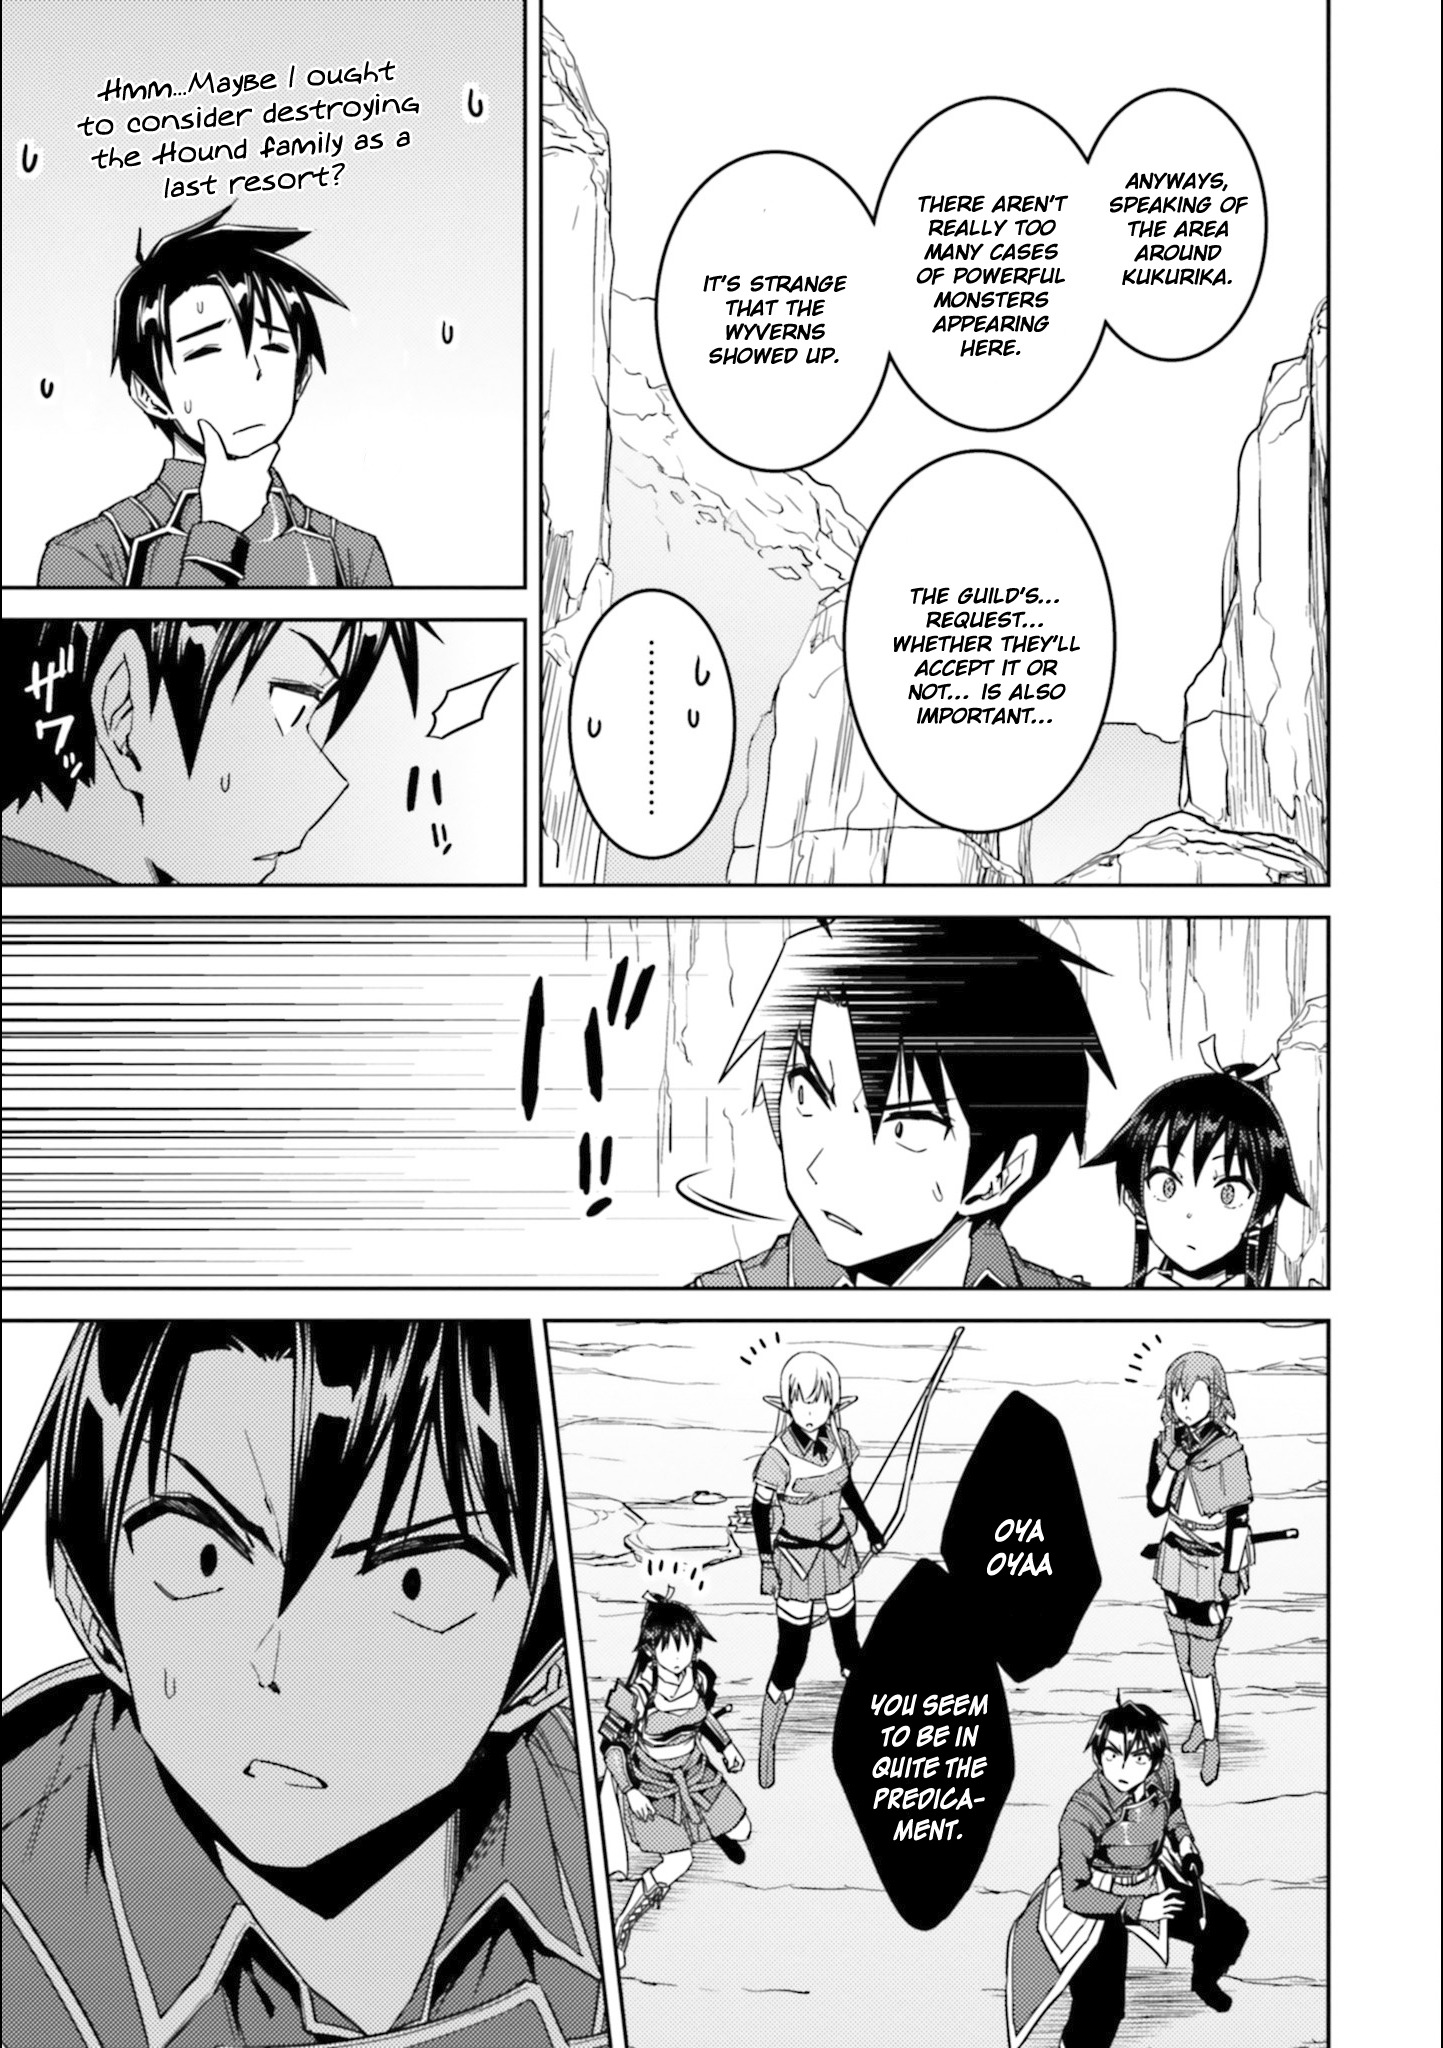 ANYWAYS,
SPEAKING OF
THE AREA
AROUND
KUKURIKA.
THERE AREN'T
REALLY TOO
MANY CASES
OF POWERFUL
MONSTERS
APPEARING
HERE.
IT'S STRANGE
THAT THE
WYVERNS
SHOWED UP.
THE GUILD'S...
REQUEST...
WHETHER THEY'LL
ACCEPT IT OR
NOT... IS ALSO
IMPORTANT...
..................
Hmm...Maybe I ought
to consider destroying
the Hound family as a
last resort?
ザワッ
!!
!!
!!
OYA
OYAA
YOU SEEM
TO BE IN
QUITE THE
PREDICA-
MENT.